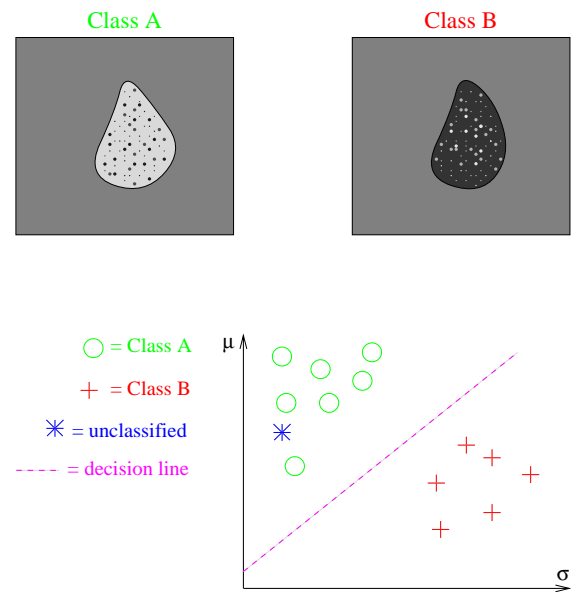 Class A
Class B
= Class A
= Class B
= unclassified
= decision line
μ
σ